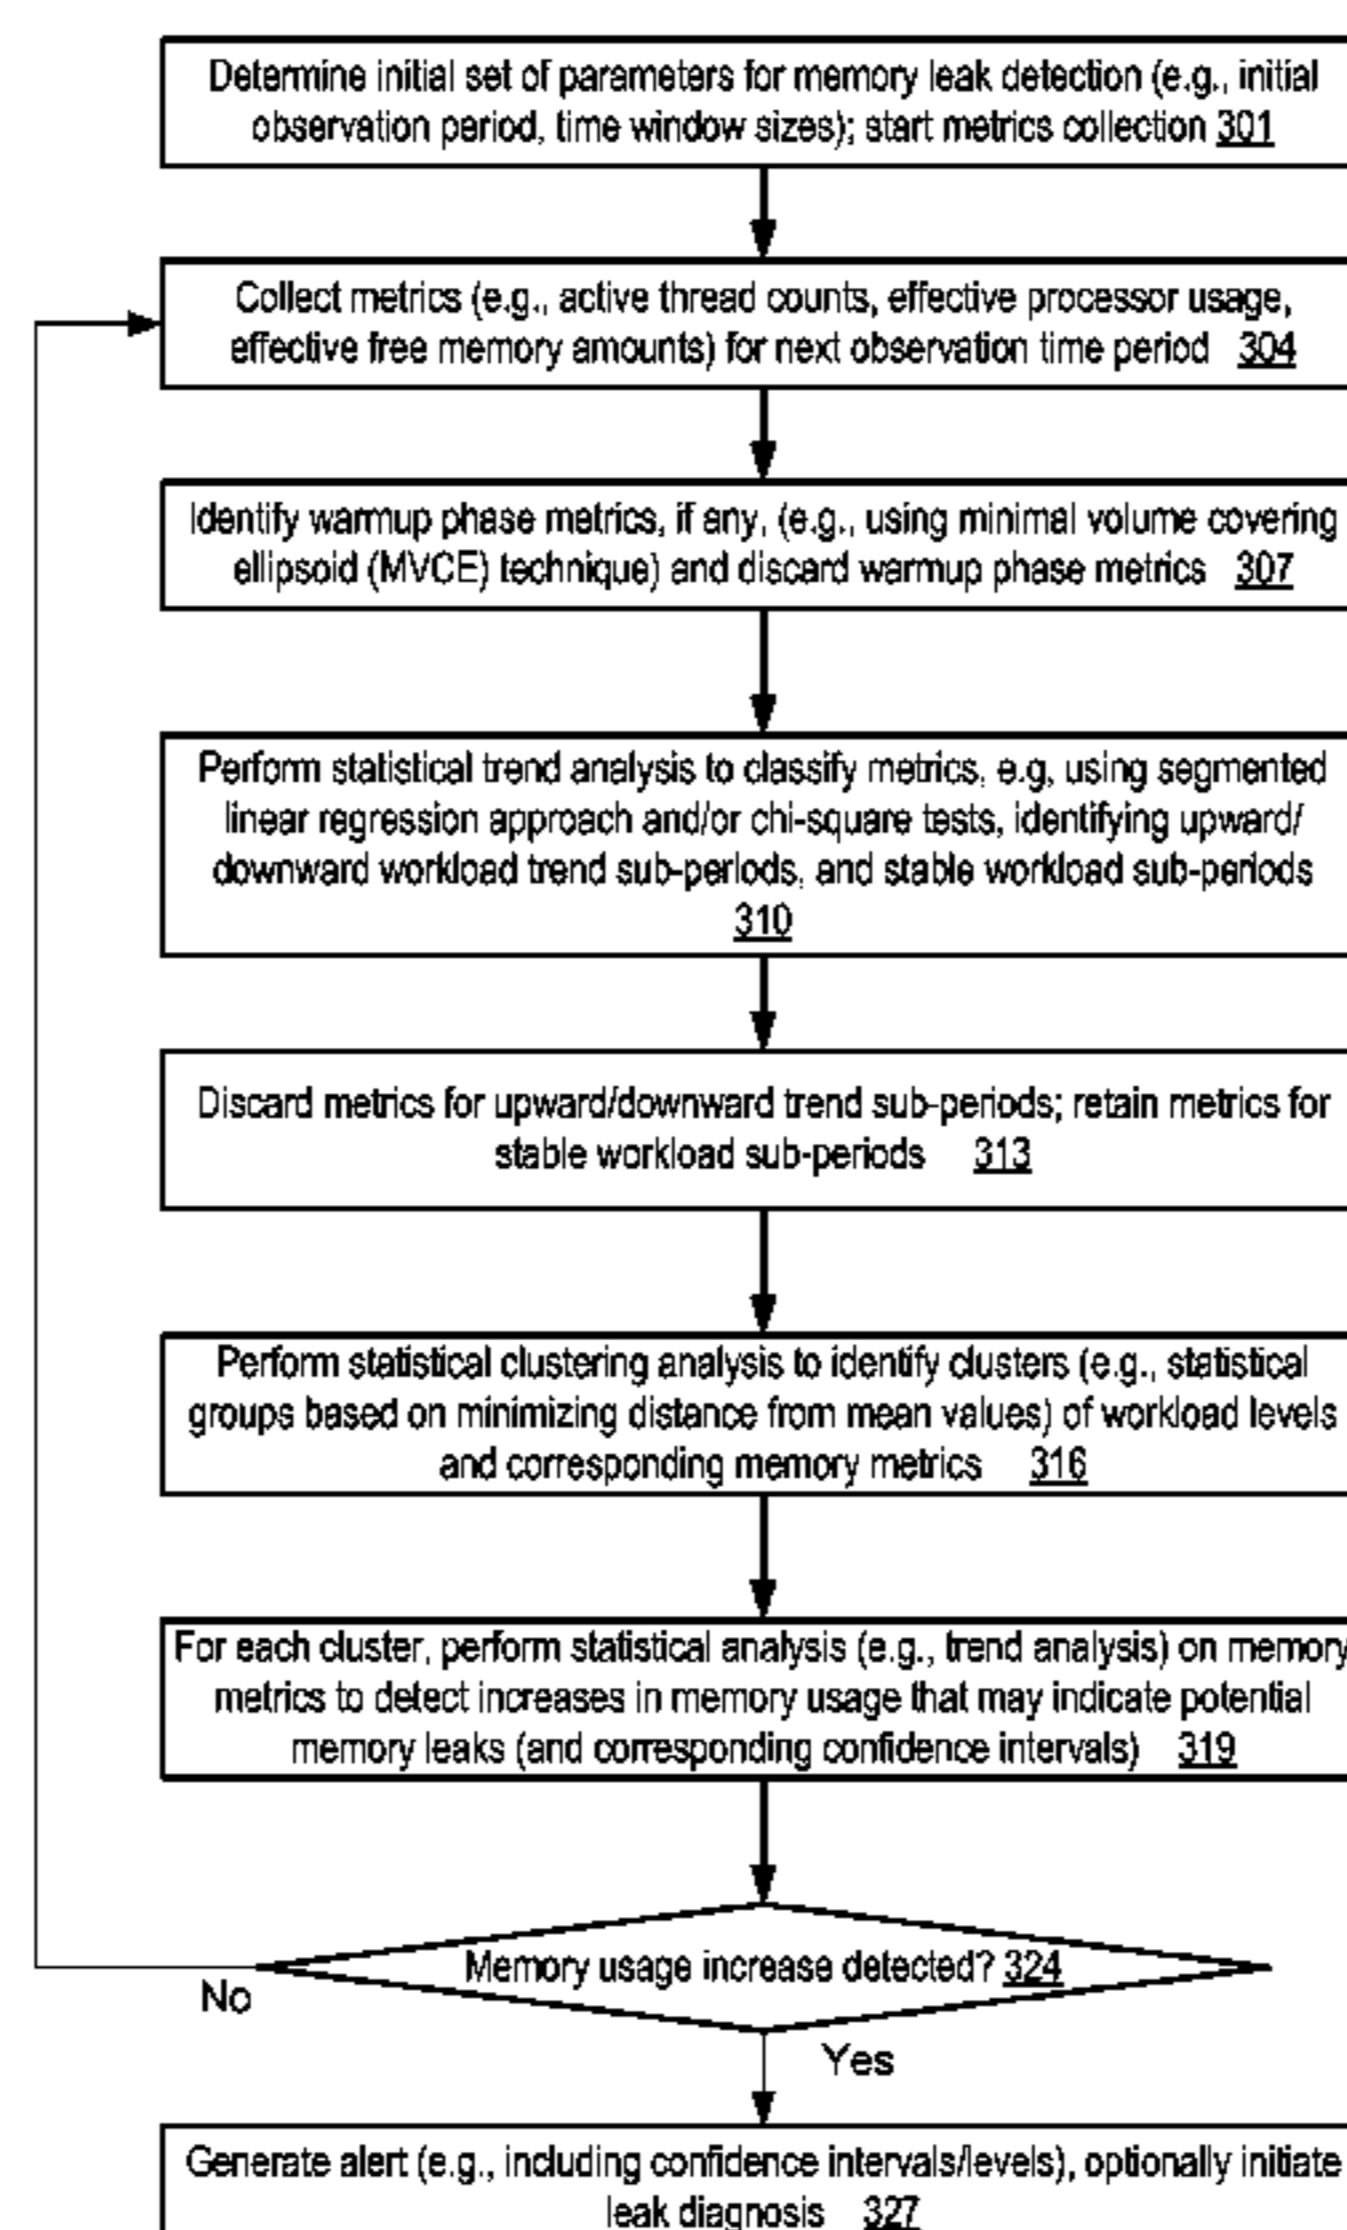 Determine initial set of parameters for memory leak detection (e.g., initial
observation period, time window sizes); start metrics collection 301
Collect metrics (e.g., active thread counts, effective processor usage,
effective free memory amounts) for next observation time period 304
Identify warmup phase metrics, if any, (e.g., using minimal volume covering
ellipsoid (MVCE) technique) and discard warmup phase metrics 307
Perform statistical trend analysis to classify metrics, e.g, using segmented
linear regression approach and/or chi-square tests, identifying upward/
downward workload trend sub-periods, and stable workload sub-periods
310
Discard metrics for upward/downward trend sub-periods; retain metrics for
stable workload sub-periods 313
Perform statistical clustering analysis to identify clusters (e.g., statistical
groups based on minimizing distance from mean values) of workload levels
and corresponding memory metrics 316
For each cluster, perform statistical analysis (e.g., trend analysis) on memory
metrics to detect increases in memory usage that may indicate potential
memory leaks (and corresponding confidence intervals) 319
Memory usage increase detected? 324
No
Yes
Generate alert (e.g., including confidence intervals/levels), optionally initiate
leak diagnosis 327